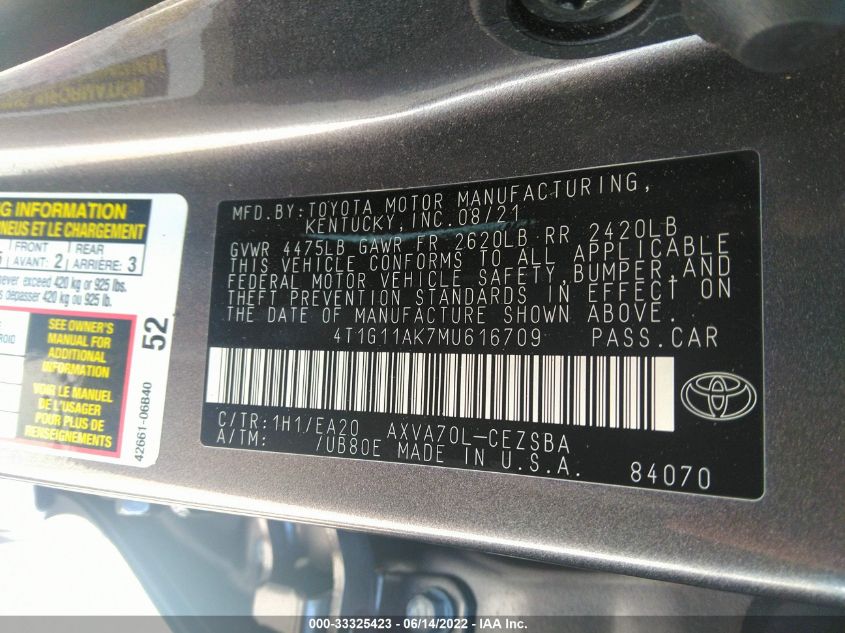 MFD. BY: TOYOTA MOTOR MANUFACTURING,
KENTUCKY, INC. 08/21
GVWR 4475LB GAWR FR 2620LB RR 2420LB
THIS VEHICLE CONFORMS TO ALL APPLICABLE
FEDERAL MOTOR VEHICLE SAFETY, BUMPER, AND
THEFT PREVENTION STANDARDS IN EFFECT ON
THE DATE OF MANUFACTURE SHOWN ABOVE.
4T1G11AK7MU616709 PASS. CAR
C/TR: 1H1/EA20 AXVA70L-CEZSBA
A/TM: /UB80E MADE IN U.S.A. 84070
INFORMATION
PNEUS ET LE CHARGEMENT
FRONT REAR
AVANT: 2 ARRIÈRE: 3
never exceed 420 kg or 925 lbs.
dépasser 420 kg ou 925 lb.
SEE OWNER'S
MANUAL FOR
ADDITIONAL
INFORMATION
VOIR LE MANUEL
DE L'USAGER
POUR PLUS DE
RENSEIGNEMENTS
52
42661-06B40
000-33325423 - 06/14/2022 - IAA Inc.